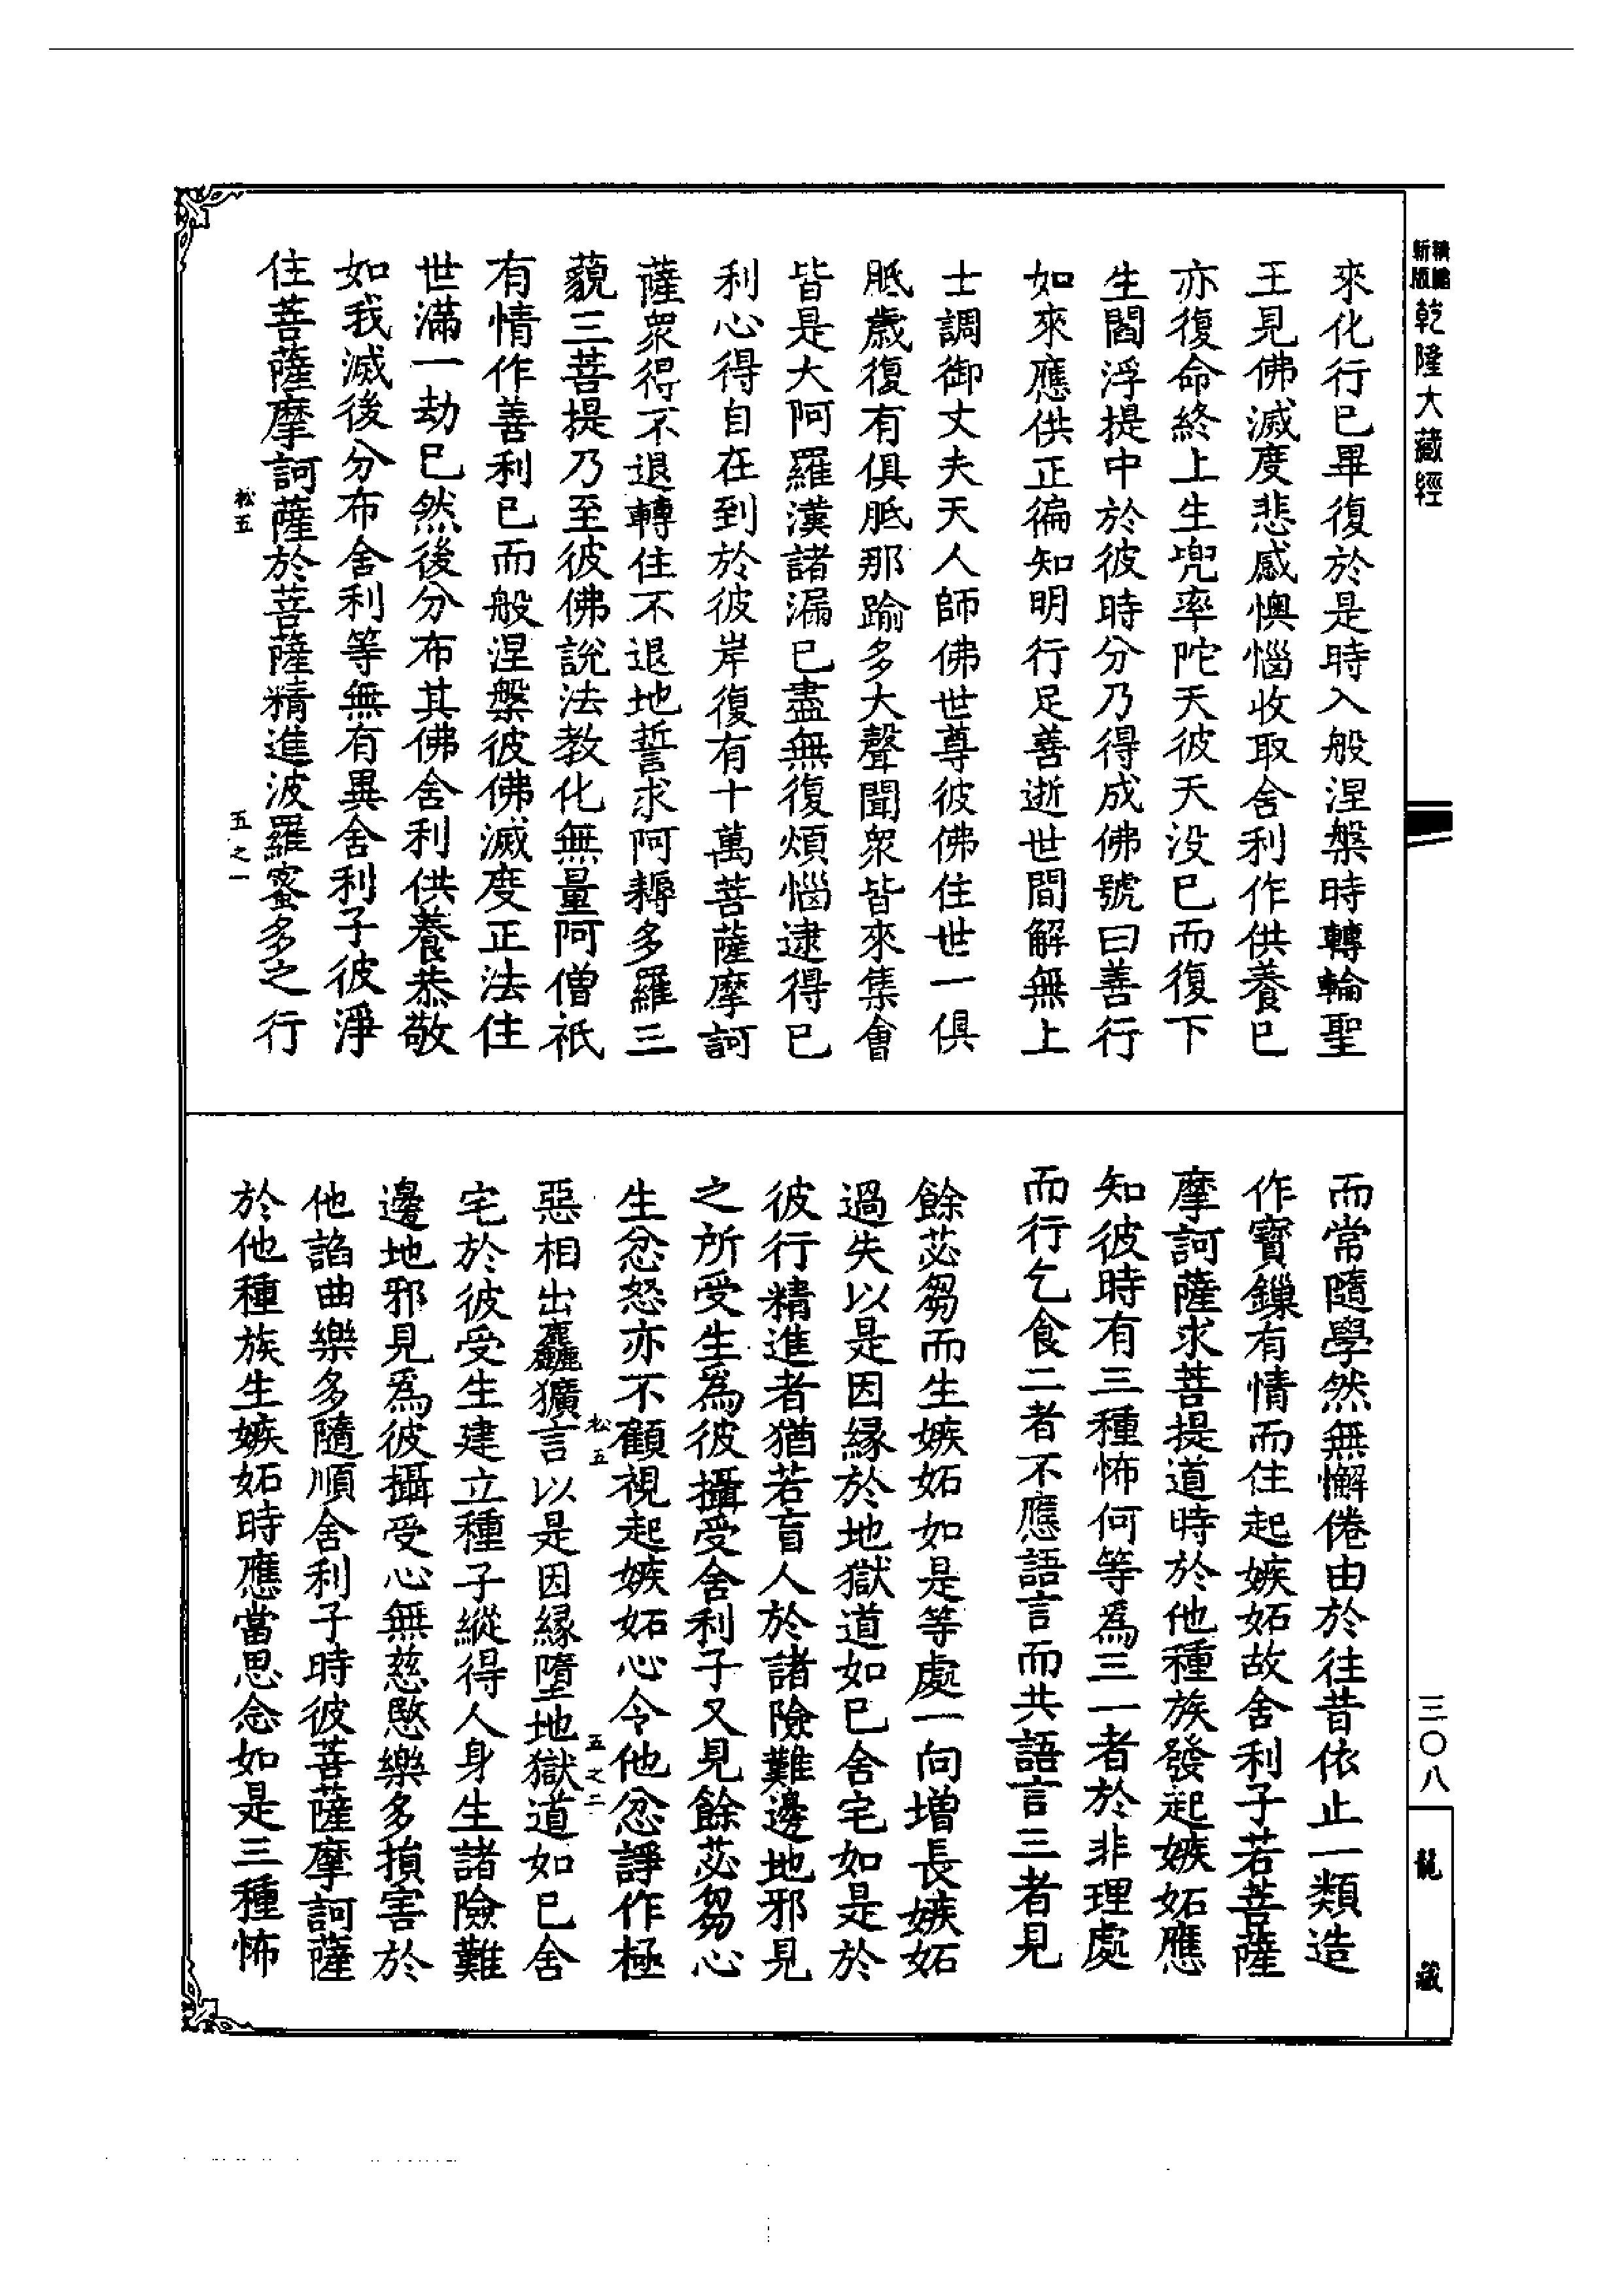 精縮新版乾隆大藏經
來化行已畢復於是時入般涅槃時轉輪聖
王見佛滅度悲感懊惱收取舍利作供養已
亦復命終上生兜率陀天彼天没已而復下
生閻浮提中於彼時分乃得成佛號曰善行
如來應供正徧知明行足善逝世間解無上
士調御丈夫天人師佛世尊彼佛住世一俱
胝歲復有俱胝那踰多大聲聞衆皆來集會
皆是大阿羅漢諸漏已盡無復煩惱逮得已
利心得自在到於彼岸復有十萬菩薩摩訶
薩衆得不退轉住不退地誓求阿耨多羅三
藐三菩提乃至彼佛說法教化無量阿僧祇
有情作善利已而般涅槃彼佛滅度正法住
世滿一劫已然後分布其佛舍利供養恭敬
如我滅後分布舍利等無有異舍利子彼淨
住菩薩摩訶薩於菩薩精進波羅蜜多之行
松五
五之一
而常隨學然無懈倦由於往昔依止一類造
作寶鏁有情而住起嫉妬故舍利子若菩薩
摩訶薩求菩提道時於他種族發起嫉妬應
知彼時有三種怖何等爲三一者於非理處
而行乞食二者不應語言而共語言三者見
餘苾芻而生嫉妬如是等處一向增長嫉妬
過失以是因縁於地獄道如已舍宅如是於
彼行精進者猶若盲人於諸險難邊地邪見
之所受生爲彼攝受舍利子又見餘苾芻心
生忿怒亦不顧視起嫉妬心令他忿諍作極
松五
五之二
惡相出麤獷言以是因縁墮地獄道如已舍
宅於彼受生建立種子縱得人身生諸險難
邊地邪見爲彼攝受心無慈愍樂多損害於
他諂曲樂多隨順舍利子時彼菩薩摩訶薩
於他種族生嫉妬時應當思念如是三種怖
三〇八
龍藏